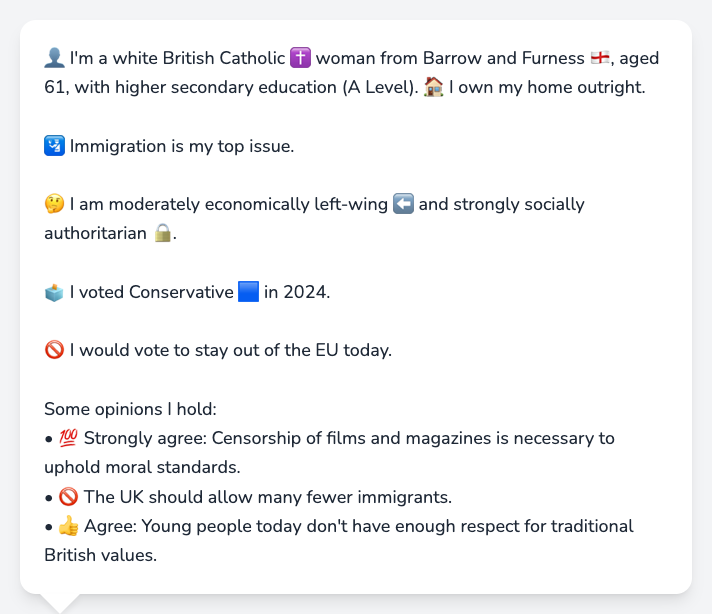 👤 I'm a white British Catholic ✝️ woman from Barrow and Furness 🏴󠁧󠁢󠁥󠁮󠁧󠁿, aged
61, with higher secondary education (A Level). 🏠 I own my home outright.
🛂 Immigration is my top issue.
🤔 I am moderately economically left-wing ⬅️ and strongly socially
authoritarian 🔒.
🗳️ I voted Conservative 🟦 in 2024.
🚫 I would vote to stay out of the EU today.
Some opinions I hold:
• 💯 Strongly agree: Censorship of films and magazines is necessary to
uphold moral standards.
• 🚫 The UK should allow many fewer immigrants.
• 👍 Agree: Young people today don't have enough respect for traditional
British values.